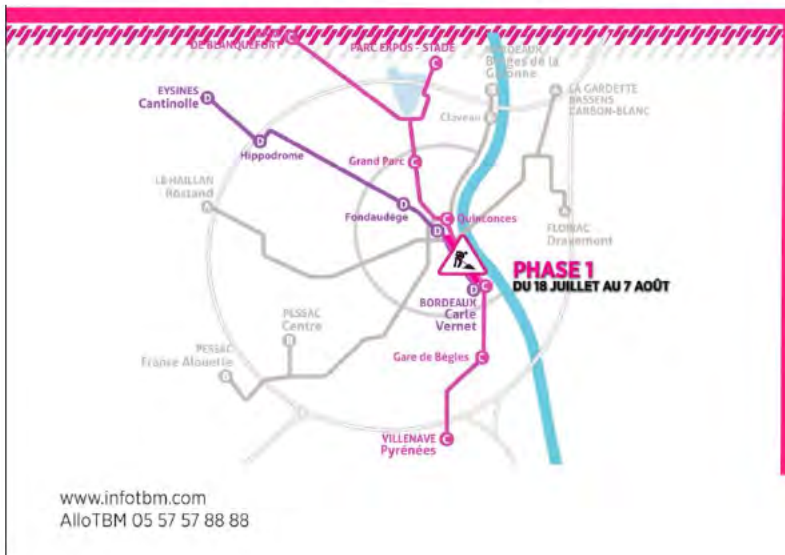 DE BLANQUEFORT
PARC EXPOS - STADE
C
C
BORDEAUX
Berges de la
Garonne
EYSINES
Cantinolle
D
LA GARDETTE
BASSENS
CARBON-BLANC
A
Claveau
B
Hippodrome
D
Grand Parc
C
LE HAILLAN
Rostand
A
Fondaudège
D
C
Quinconces
D
A
FLOIRAC
Dravemont
PHASE 1
DU 18 JUILLET AU 7 AOÛT
BORDEAUX
Carle
Vernet
D
C
PESSAC
Centre
B
PESSAC
France Alouette
B
Gare de Bègles
C
VILLENAVE
Pyrénées
C
www.infotbm.com
AlloTBM 05 57 57 88 88